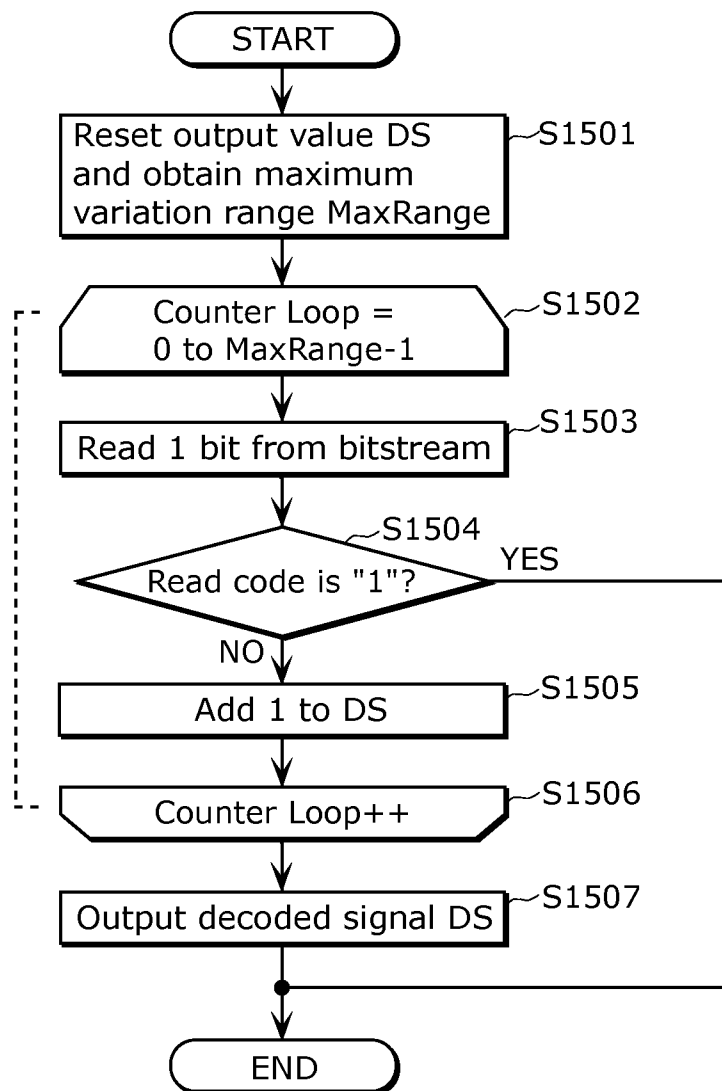 START
Reset output value DS
and obtain maximum
variation range MaxRange
S1501
Counter Loop =
0 to MaxRange-1
S1502
Read 1 bit from bitstream
S1503
S1504
Read code is "1"?
YES
NO
Add 1 to DS
S1505
Counter Loop++
S1506
Output decoded signal DS
S1507
END